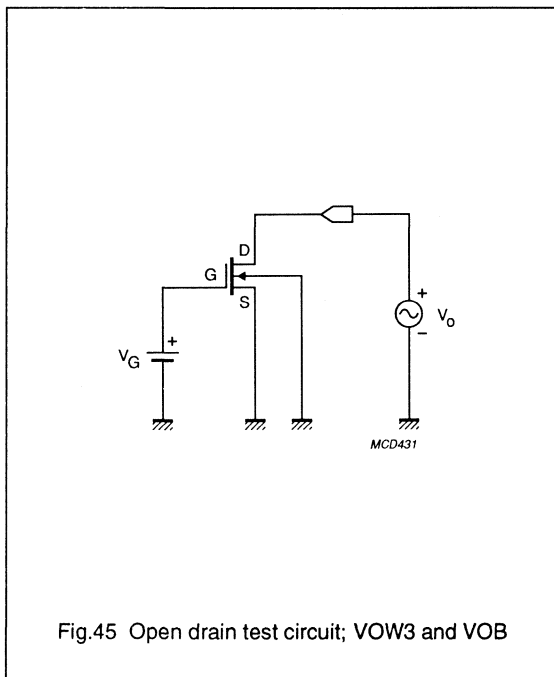 D
G
S
+
V_G
+
V_o
−
MCD431
Fig.45 Open drain test circuit; VOW3 and VOB